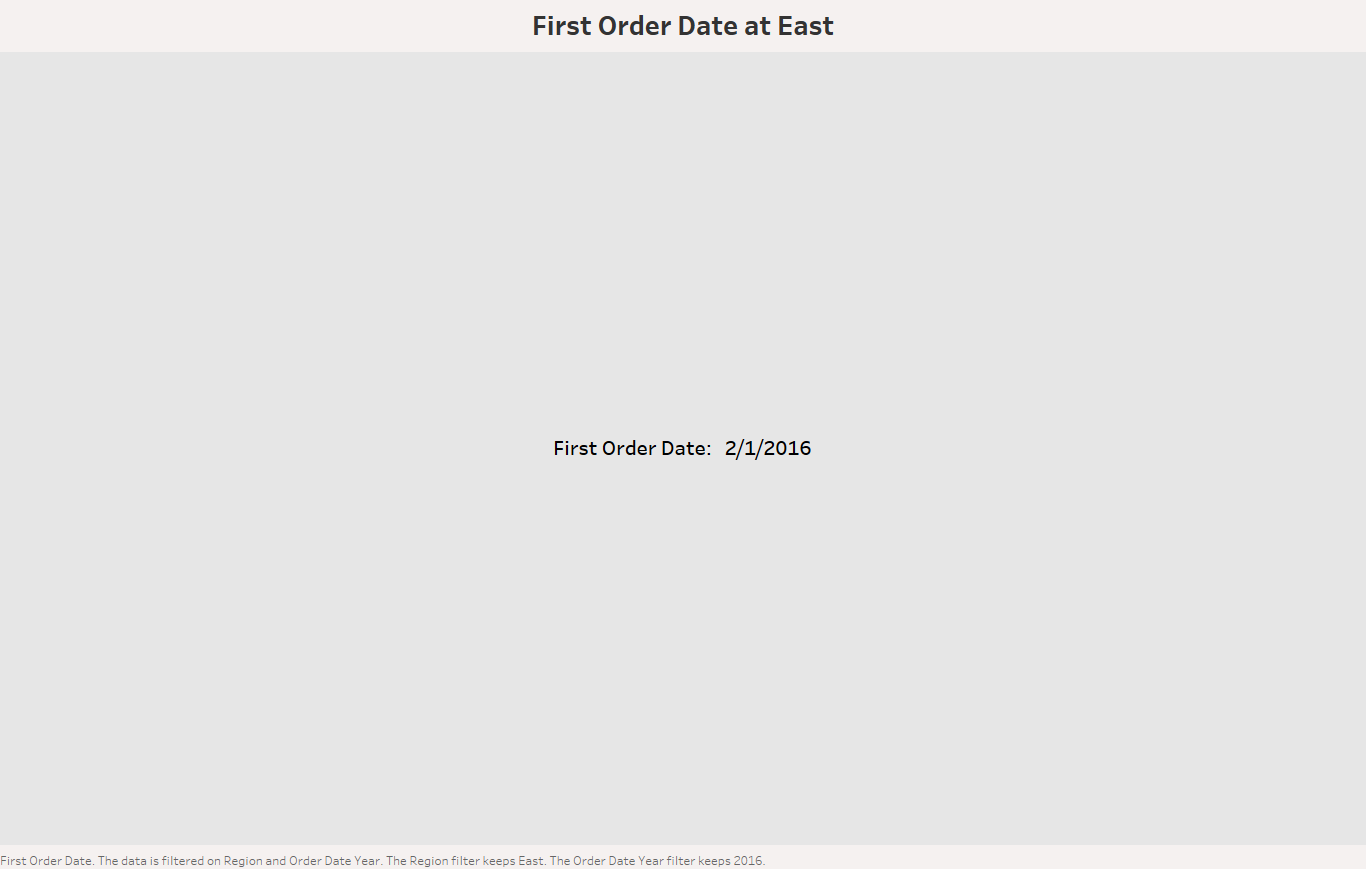 First Order Date at East
First Order Date: 2/1/2016
First Order Date. The data is filtered on Region and Order Date Year. The Region filter keeps East. The Order Date Year filter keeps 2016.